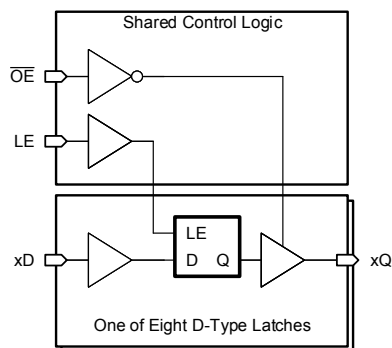 Shared Control Logic
OE
LE
LE
xD
D Q
xQ
One of Eight D-Type Latches